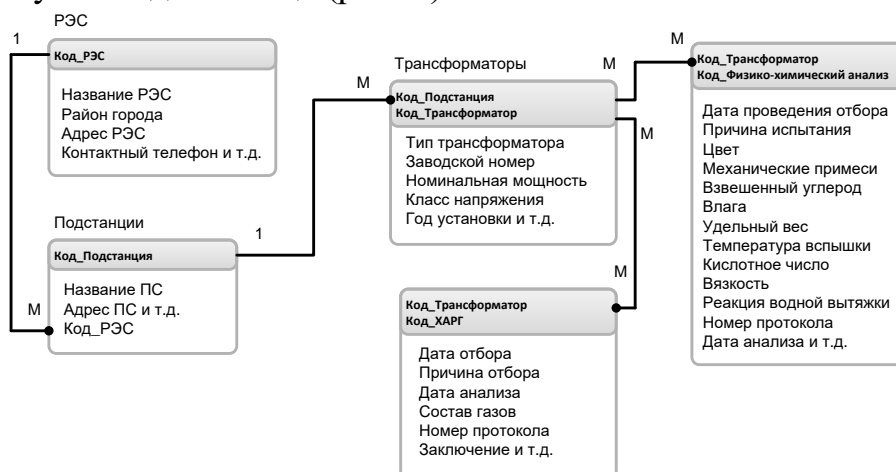 РЭС
1
Код_РЭС
Название РЭС
Район города
Адрес РЭС
Контактный телефон и т.д.
Подстанции
1
Код_Подстанция
Название ПС
Адрес ПС и т.д.
М
Код_РЭС
Трансформаторы
М
М
Код_Подстанция
Код_Трансформатор
Тип трансформатора
Заводской номер
Номинальная мощность
Класс напряжения
Год установки и т.д.
М
М
Код_Трансформатор
Код_ХАРГ
Дата отбора
Причина отбора
Дата анализа
Состав газов
Номер протокола
Заключение и т.д.
М
Код_Трансформатор
Код_Физико-химический анализ
Дата проведения отбора
Причина испытания
Цвет
Механические примеси
Взвешенный углерод
Влага
Удельный вес
Температура вспышки
Кислотное число
Вязкость
Реакция водной вытяжки
Номер протокола
Дата анализа и т.д.